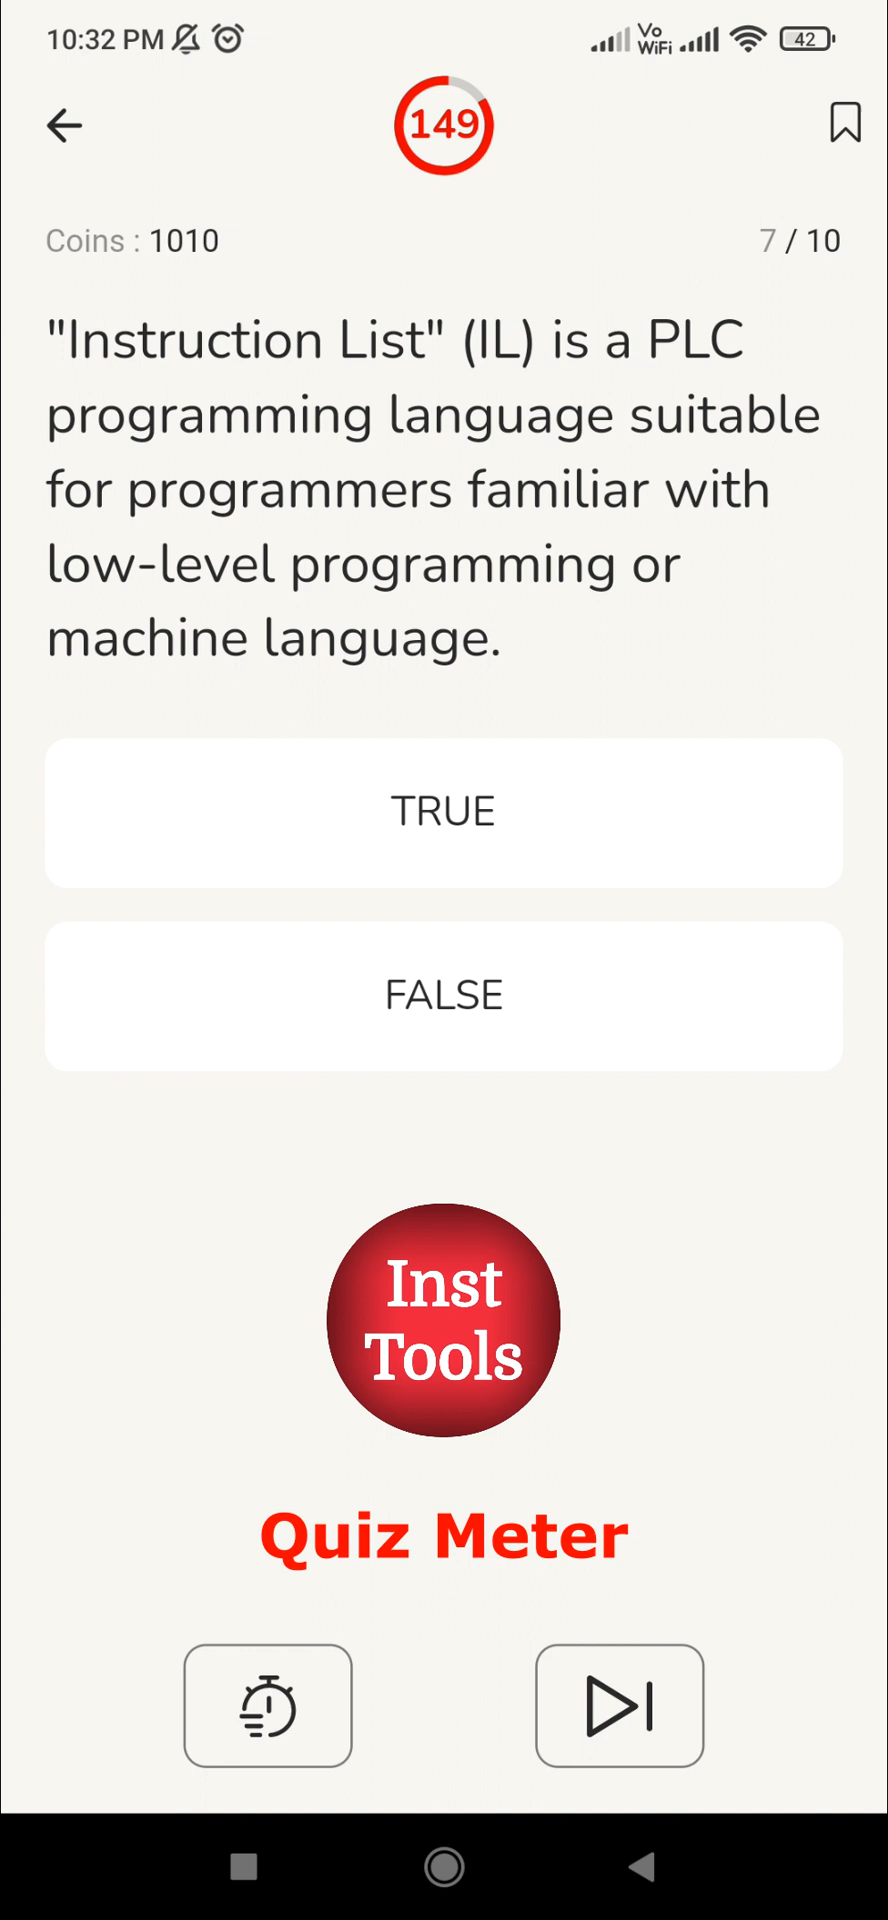 10:32 PM Vo WiFi 42
149
Coins : 1010 7 / 10
"Instruction List" (IL) is a PLC
programming language suitable
for programmers familiar with
low-level programming or
machine language.
TRUE
FALSE
Inst
Tools
Quiz Meter